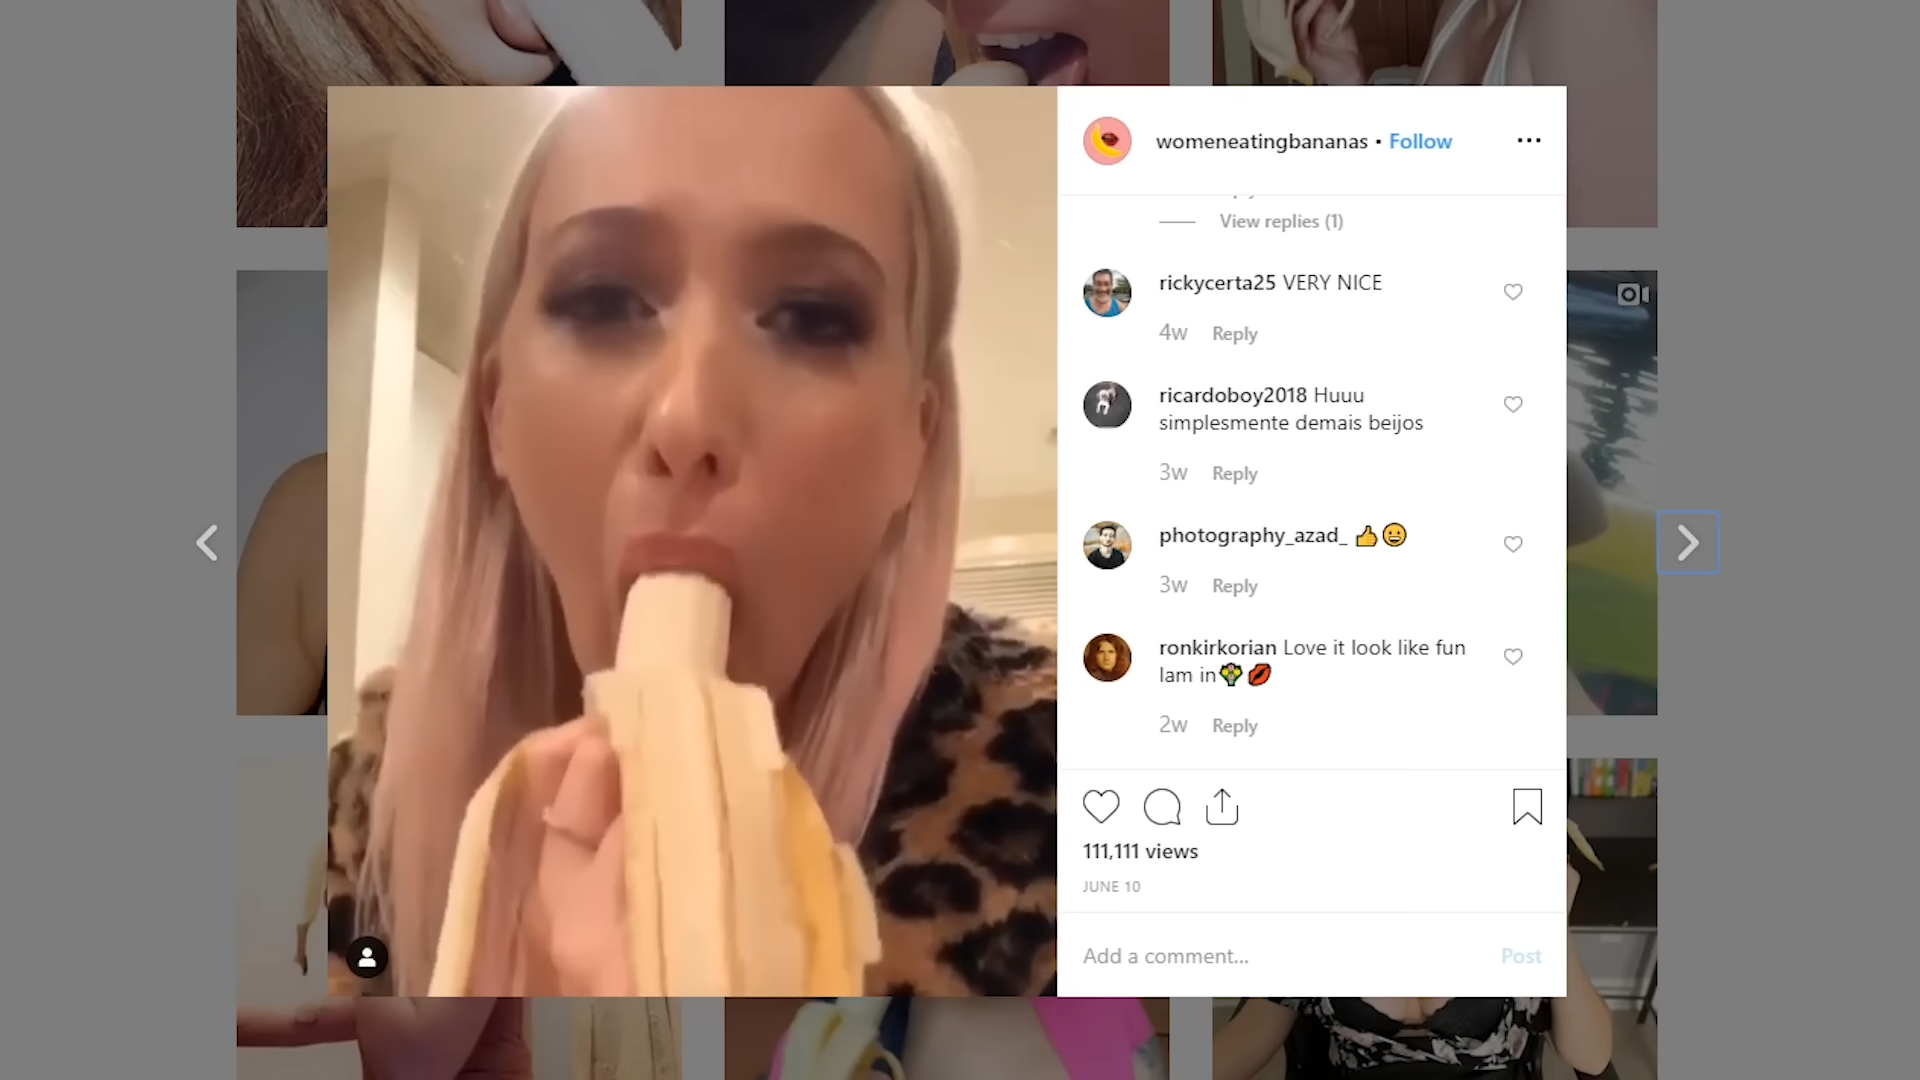 womeneatingbananas • Follow
View replies (1)
rickycerta25 VERY NICE
4w Reply
ricardoboy2018 Huuu
simplesmente demais beijos
3w Reply
photography_azad_ 👍😀
3w Reply
ronkirkorian Love it look like fun
Iam in💐💋
2w Reply
111,111 views
JUNE 10
Add a comment... Post